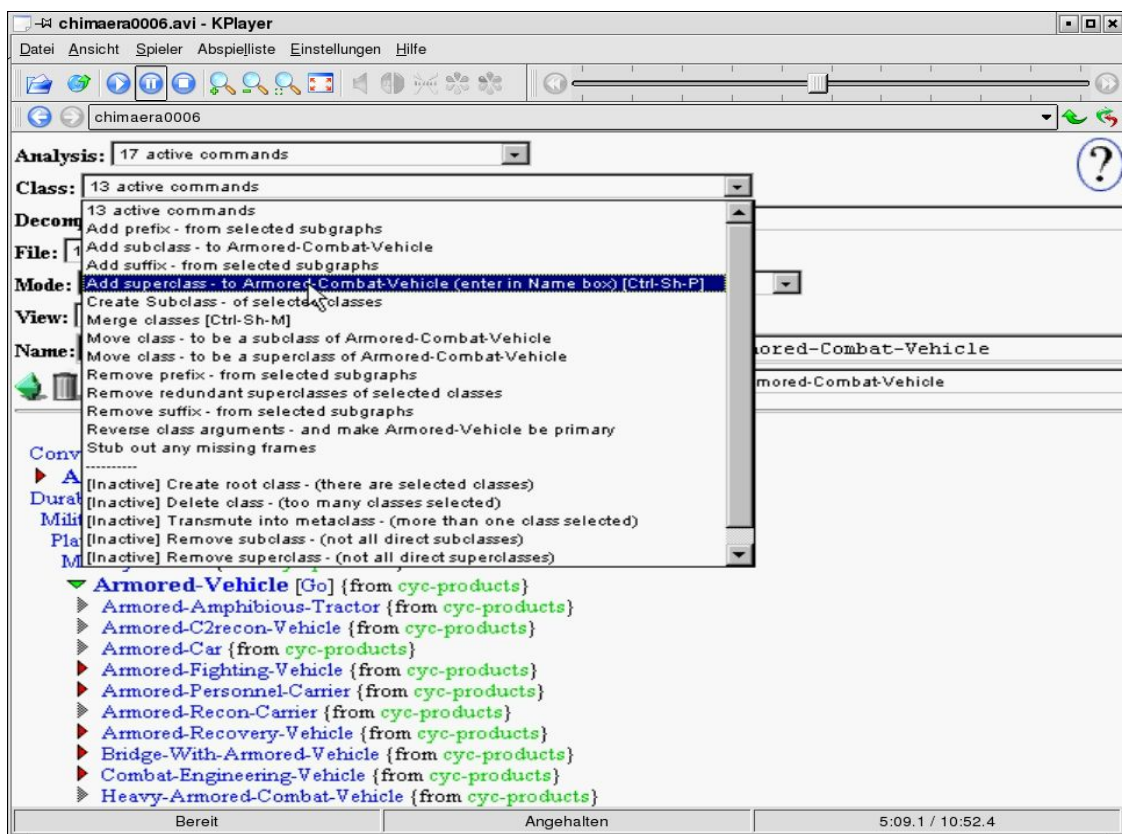 chimaera0006.avi - KPlayer
Datei Ansicht Spieler Abspielliste Einstellungen Hilfe
chimaera0006
Analysis: 17 active commands
?
Class: 13 active commands
13 active commands
Decom
Add prefix - from selected subgraphs
Add subclass - to Armored-Combat-Vehicle
File: 1
Add suffix - from selected subgraphs
Mode:
Add superclass - to Armored-Combat-Vehicle (enter in Name box) [Ctrl-Sh-P]
Create Subclass - of selected classes
View:
Merge classes [Ctrl-Sh-M]
Move class - to be a subclass of Armored-Combat-Vehicle
Name: ored-Combat-Vehicle
Move class - to be a superclass of Armored-Combat-Vehicle
Remove prefix - from selected subgraphs
mored-Combat-Vehicle
Remove redundant superclasses of selected classes
Remove suffix - from selected subgraphs
Reverse class arguments - and make Armored-Vehicle be primary
Stub out any missing frames
Conv
----------
A
[Inactive] Create root class - (there are selected classes)
Durat
[Inactive] Delete class - (too many classes selected)
Milit
[Inactive] Transmute into metaclass - (more than one class selected)
Pla
[Inactive] Remove subclass - (not all direct subclasses)
M
[Inactive] Remove superclass - (not all direct superclasses)
Armored-Vehicle [Go] {from cyc-products}
Armored-Amphibious-Tractor {from cyc-products}
Armored-C2recon-Vehicle {from cyc-products}
Armored-Car {from cyc-products}
Armored-Fighting-Vehicle {from cyc-products}
Armored-Personnel-Carrier {from cyc-products}
Armored-Recon-Carrier {from cyc-products}
Armored-Recovery-Vehicle {from cyc-products}
Bridge-With-Armored-Vehicle {from cyc-products}
Combat-Engineering-Vehicle {from cyc-products}
Heavy-Armored-Combat-Vehicle {from cyc-products}
Bereit Angehalten 5:09.1 / 10:52.4